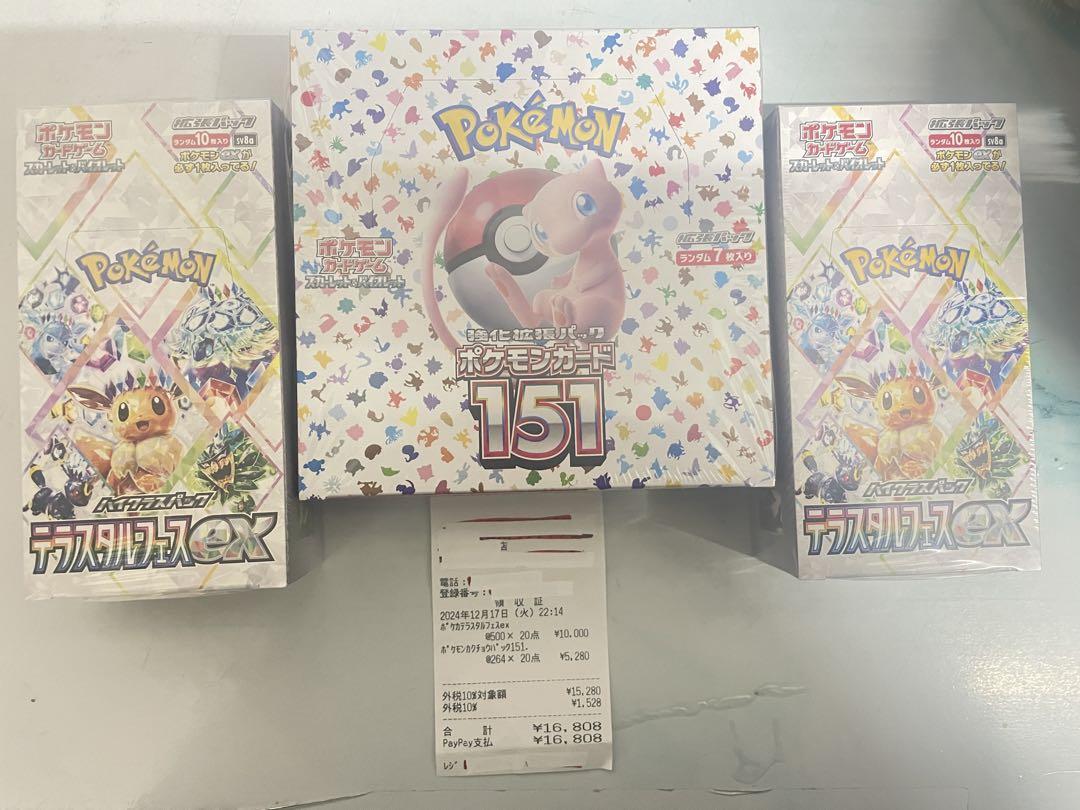 ポケモン
カードゲーム
スカーレット&バイオレット
拡張パック
ランダム10枚入り sv8a
ポケモンexが
必ず1枚入ってる!
POKéMON
ハイクラスパック
テラスタルフェスex
POKéMON
ポケモン
カードゲーム
スカーレット&バイオレット
拡張パック
ランダム7枚入り
強化拡張パック
ポケモンカード
151
ポケモン
カードゲーム
スカーレット&バイオレット
拡張パック
ランダム10枚入り sv8a
ポケモンexが
必ず1枚入ってる!
POKéMON
ハイクラスパック
テラスタルフェスex
店
電話:
登録番号:
領収証
2024年12月17日(火) 22:14
ポケカテラスタルフェスex
@500× 20点 ¥10,000
ポケモンカクチョウパック151.
@264× 20点 ¥5,280
外税10%対象額 ¥15,280
外税10% ¥1,528
合計 ¥16,808
PayPay支払 ¥16,808
レジ